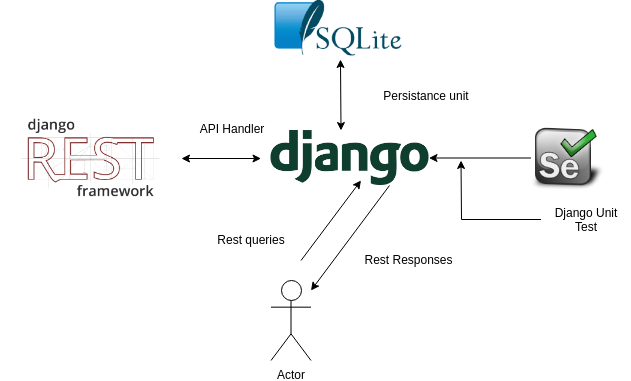 SQLite
Persistance unit
django
REST
framework
API Handler
django
Se
Django Unit
Test
Rest queries
Rest Responses
Actor